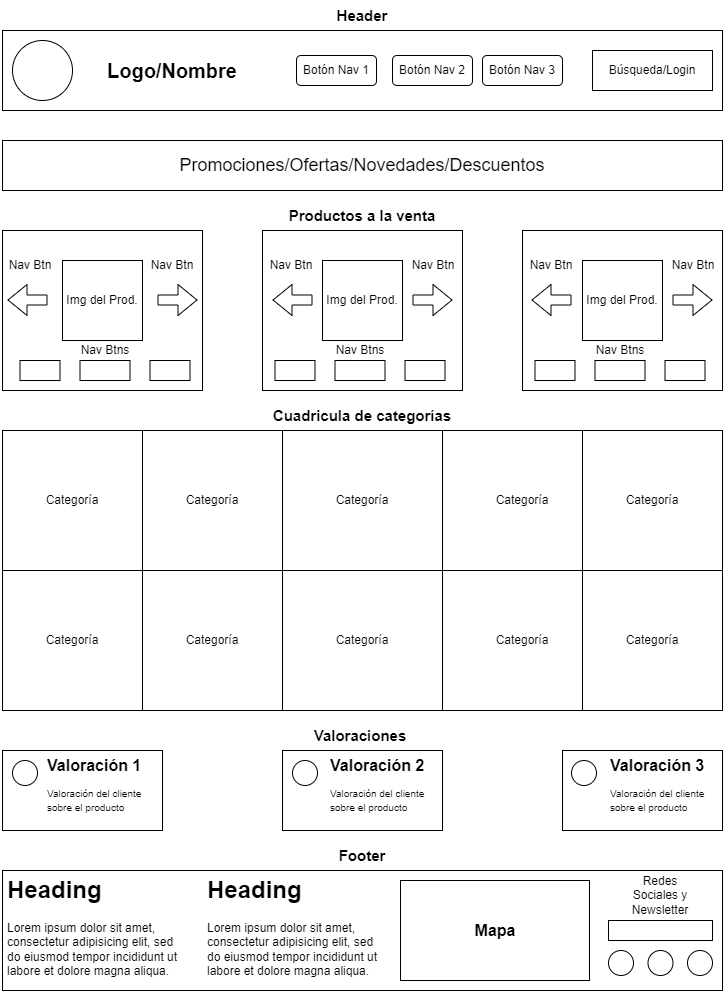 Header
Logo/Nombre
Botón Nav 1
Botón Nav 2
Botón Nav 3
Búsqueda/Login
Promociones/Ofertas/Novedades/Descuentos
Productos a la venta
Nav Btn
Nav Btn
Img del Prod.
Nav Btns
Nav Btn
Nav Btn
Img del Prod.
Nav Btns
Nav Btn
Nav Btn
Img del Prod.
Nav Btns
Cuadricula de categorías
Categoría
Categoría
Categoría
Categoría
Categoría
Categoría
Categoría
Categoría
Categoría
Categoría
Valoraciones
Valoración 1
Valoración del cliente
sobre el producto
Valoración 2
Valoración del cliente
sobre el producto
Valoración 3
Valoración del cliente
sobre el producto
Footer
Heading
Lorem ipsum dolor sit amet,
consectetur adipisicing elit, sed
do eiusmod tempor incididunt ut
labore et dolore magna aliqua.
Heading
Lorem ipsum dolor sit amet,
consectetur adipisicing elit, sed
do eiusmod tempor incididunt ut
labore et dolore magna aliqua.
Mapa
Redes
Sociales y
Newsletter